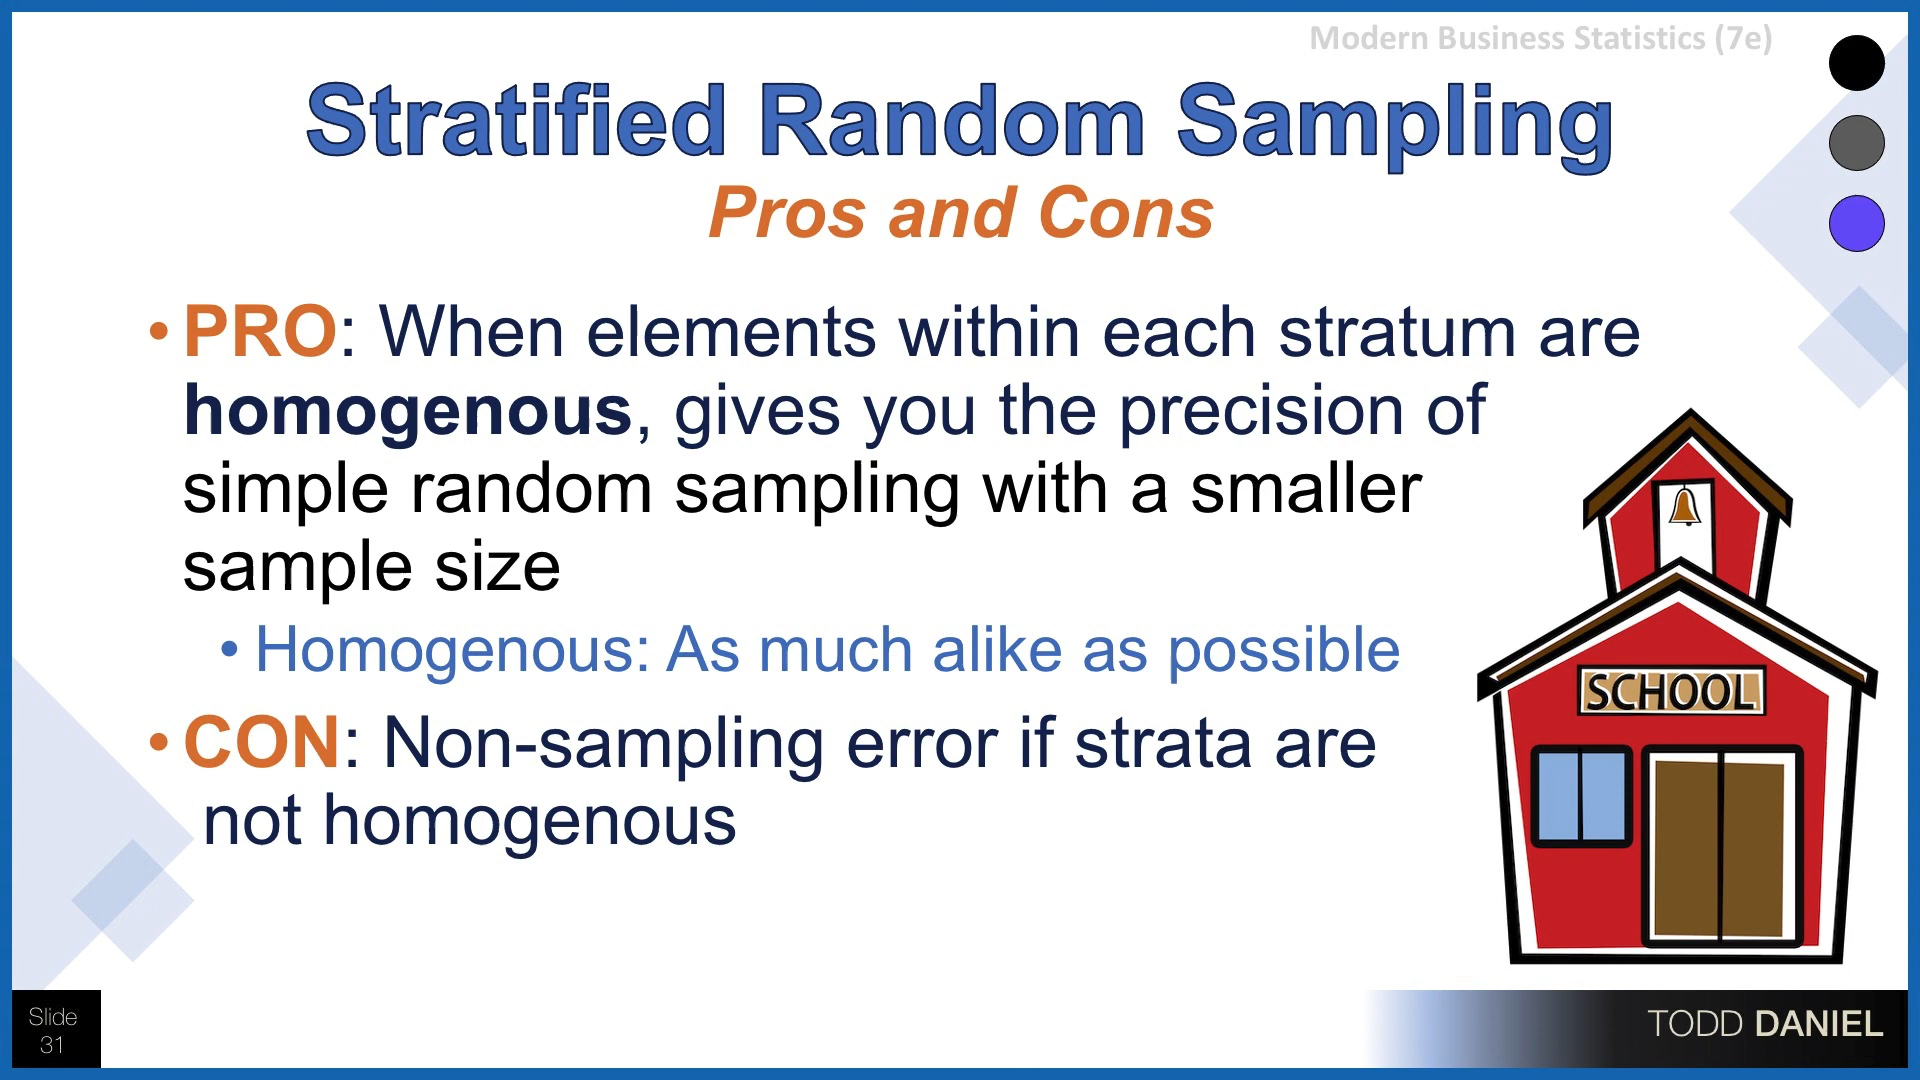 Modern Business Statistics (7e)
Stratified Random Sampling
Pros and Cons
• PRO: When elements within each stratum are
homogenous, gives you the precision of
simple random sampling with a smaller
sample size
• Homogenous: As much alike as possible
• CON: Non-sampling error if strata are
not homogenous
SCHOOL
Slide
31
TODD DANIEL